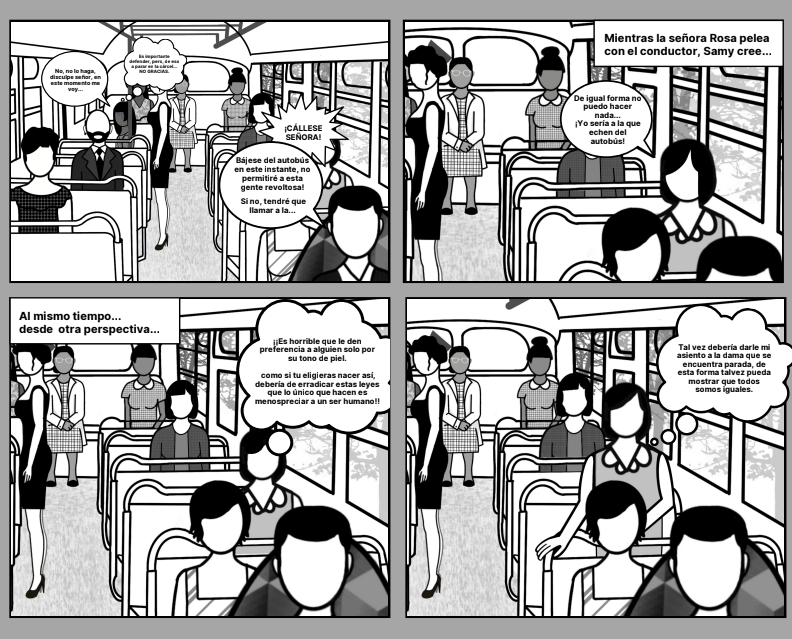 No, no lo haga,
disculpe señor, en
este momento me
voy...
Es importante
defender, pero, de eso
a parar en la cárcel...
NO GRACIAS.
¡CÁLLESE
SEÑORA!
Bájese del autobús
en este instante, no
permitiré a esta
gente revoltosa!
Si no, tendré que
llamar a la...
Mientras la señora Rosa pelea
con el conductor, Samy cree...
De igual forma no
puedo hacer
nada...
¡Yo sería a la que
echen del
autobús!
Al mismo tiempo...
desde otra perspectiva...
¡¡Es horrible que le den
preferencia a alguien solo por
su tono de piel.
como si tu eligieras nacer así,
debería de erradicar estas leyes
que lo único que hacen es
menospreciar a un ser humano!!
Tal vez debería darle mi
asiento a la dama que se
encuentra parada, de
esta forma talvez pueda
mostrar que todos
somos iguales.